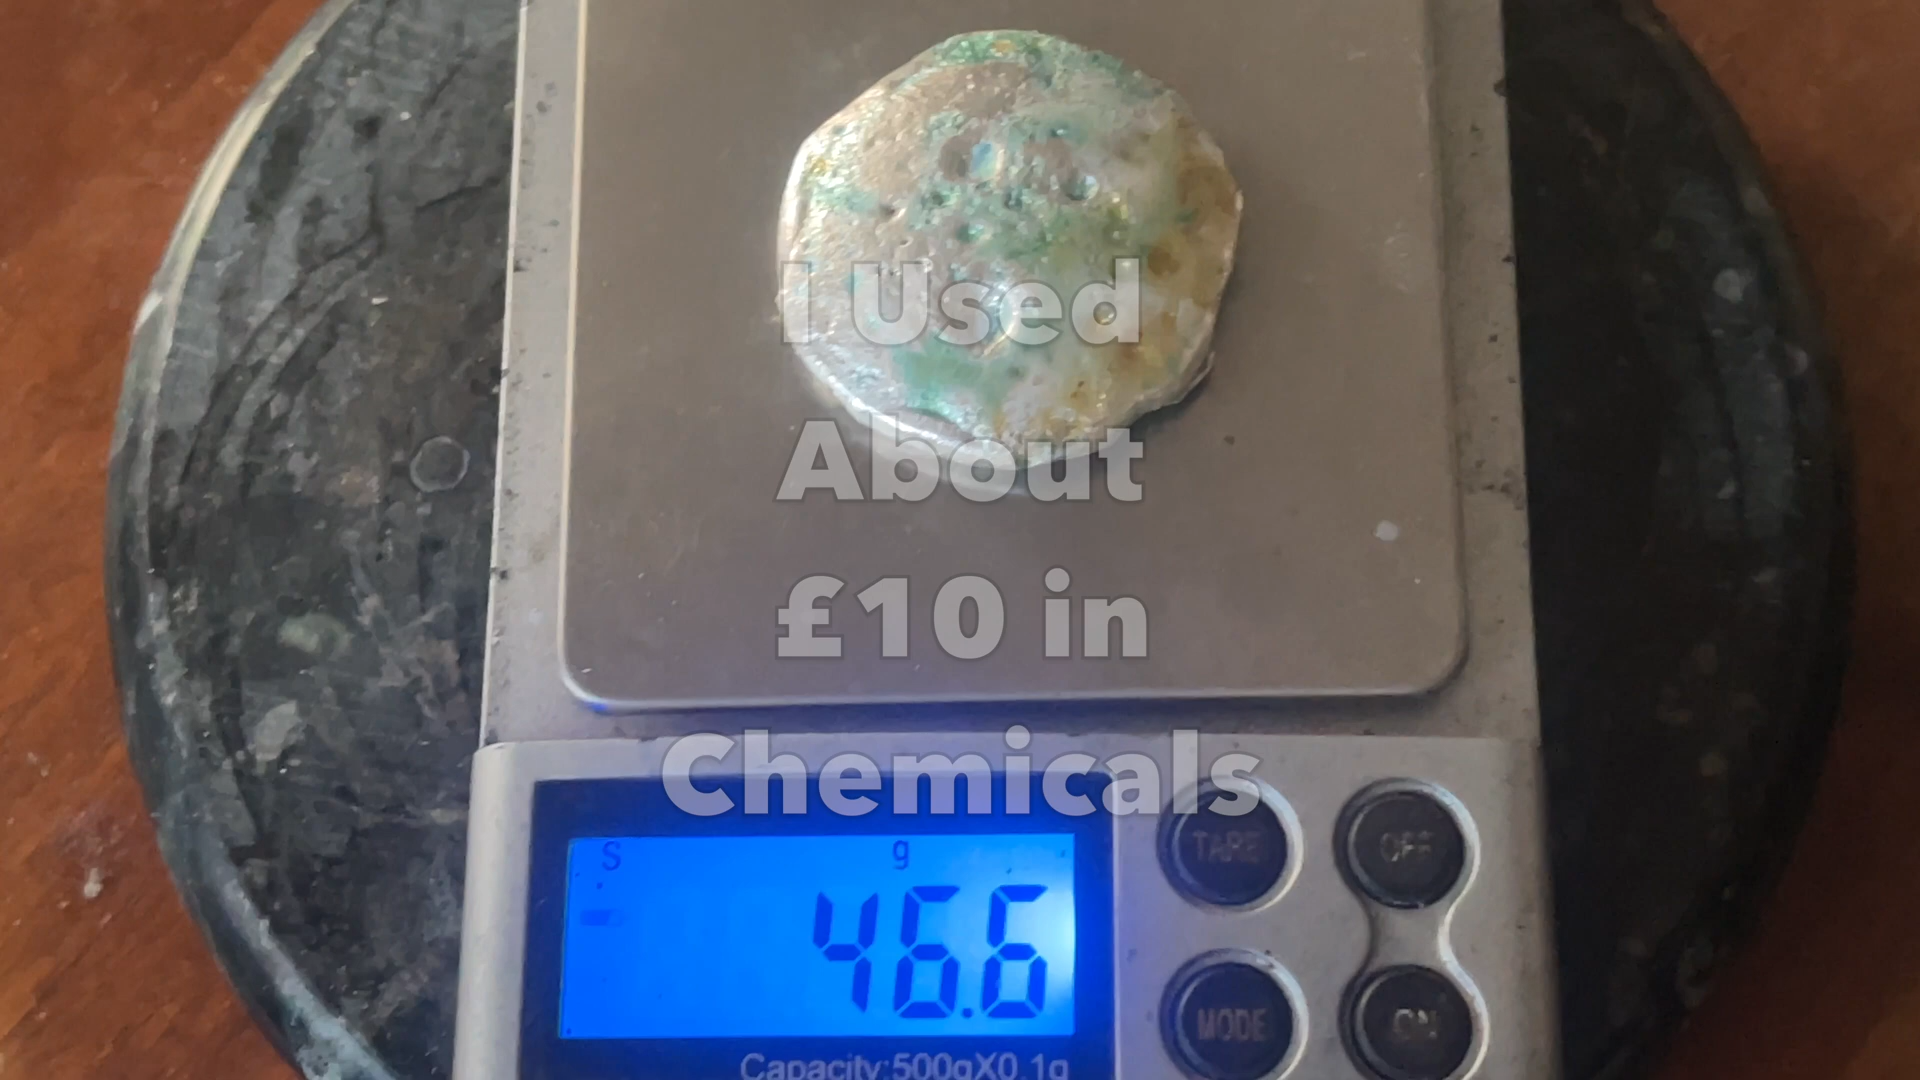 I Used
About
£10 in
Chemicals
TARE
OFF
S
g
46.6
MODE
ON
Capacity:500gX0.1g